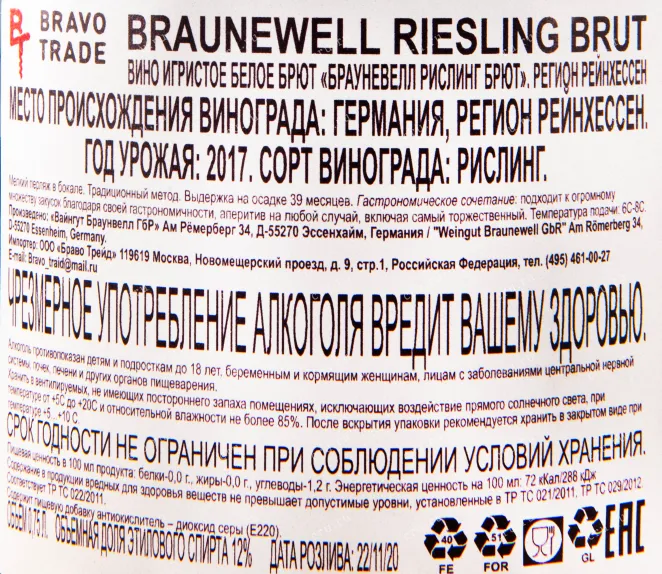 BRAVO
TRADE
BRAUNEWELL RIESLING BRUT
ВИНО ИГРИСТОЕ БЕЛОЕ БРЮТ «БРАУНЕВЕЛЛ РИСЛИНГ БРЮТ». РЕГИОН РЕЙНХЕССЕН
МЕСТО ПРОИСХОЖДЕНИЯ ВИНОГРАДА: ГЕРМАНИЯ, РЕГИОН РЕЙНХЕССЕН.
ГОД УРОЖАЯ: 2017. СОРТ ВИНОГРАДА: РИСЛИНГ.
Мелкий перляж в бокале. Традиционный метод. Выдержка на осадке 39 месяцев. Гастрономическое сочетание: подходит к огромному
множеству закусок благодаря своей гастрономичности, аперитив на любой случай, включая самый торжественный. Температура подачи: 6С-8С.
Произведено: «Вайнгут Браунвелл ГбР» Ам Рёмерберг 34, Д-55270 Эссенхайм, Германия / "Weingut Braunewell GbR" Am Römerberg 34,
D-55270 Essenheim, Germany.
Импортер: ООО «Браво Трейд» 119619 Москва, Новомещерский проезд, д. 9, стр.1, Российская Федерация, тел. (495) 461-00-27
E-mail: Bravo_traid@mail.ru
ЧРЕЗМЕРНОЕ УПОТРЕБЛЕНИЕ АЛКОГОЛЯ ВРЕДИТ ВАШЕМУ ЗДОРОВЬЮ.
Алкоголь противопоказан детям и подросткам до 18 лет, беременным и кормящим женщинам, лицам с заболеваниями центральной нервной
системы, почек, печени и других органов пищеварения.
Хранить в вентилируемых, не имеющих постороннего запаха помещениях, исключающих воздействие прямого солнечного света, при
температуре от +5С до +20С и относительной влажности не более 85%. После вскрытия упаковки рекомендуется хранить в закрытом виде при
температуре +5...+10 С.
СРОК ГОДНОСТИ НЕ ОГРАНИЧЕН ПРИ СОБЛЮДЕНИИ УСЛОВИЙ ХРАНЕНИЯ.
Пищевая ценность в 100 мл продукта: белки-0,0 г., жиры-0,0 г., углеводы-1,2 г. Энергетическая ценность на 100 мл: 72 кКал/288 кДж
Содержание в продукции вредных для здоровья веществ не превышает допустимые уровни, установленные в ТР ТС 021/2011, ТР ТС 029/2012
Соответствует ТР ТС 022/2011.
Содержит пищевую добавку антиокислитель – диоксид серы (Е220).
ОБЪЕМ 0,75 Л. ОБЪЕМНАЯ ДОЛЯ ЭТИЛОВОГО СПИРТА 12% ДАТА РОЗЛИВА: 22/11/20
40
FE
51
FOR
GL
EAC